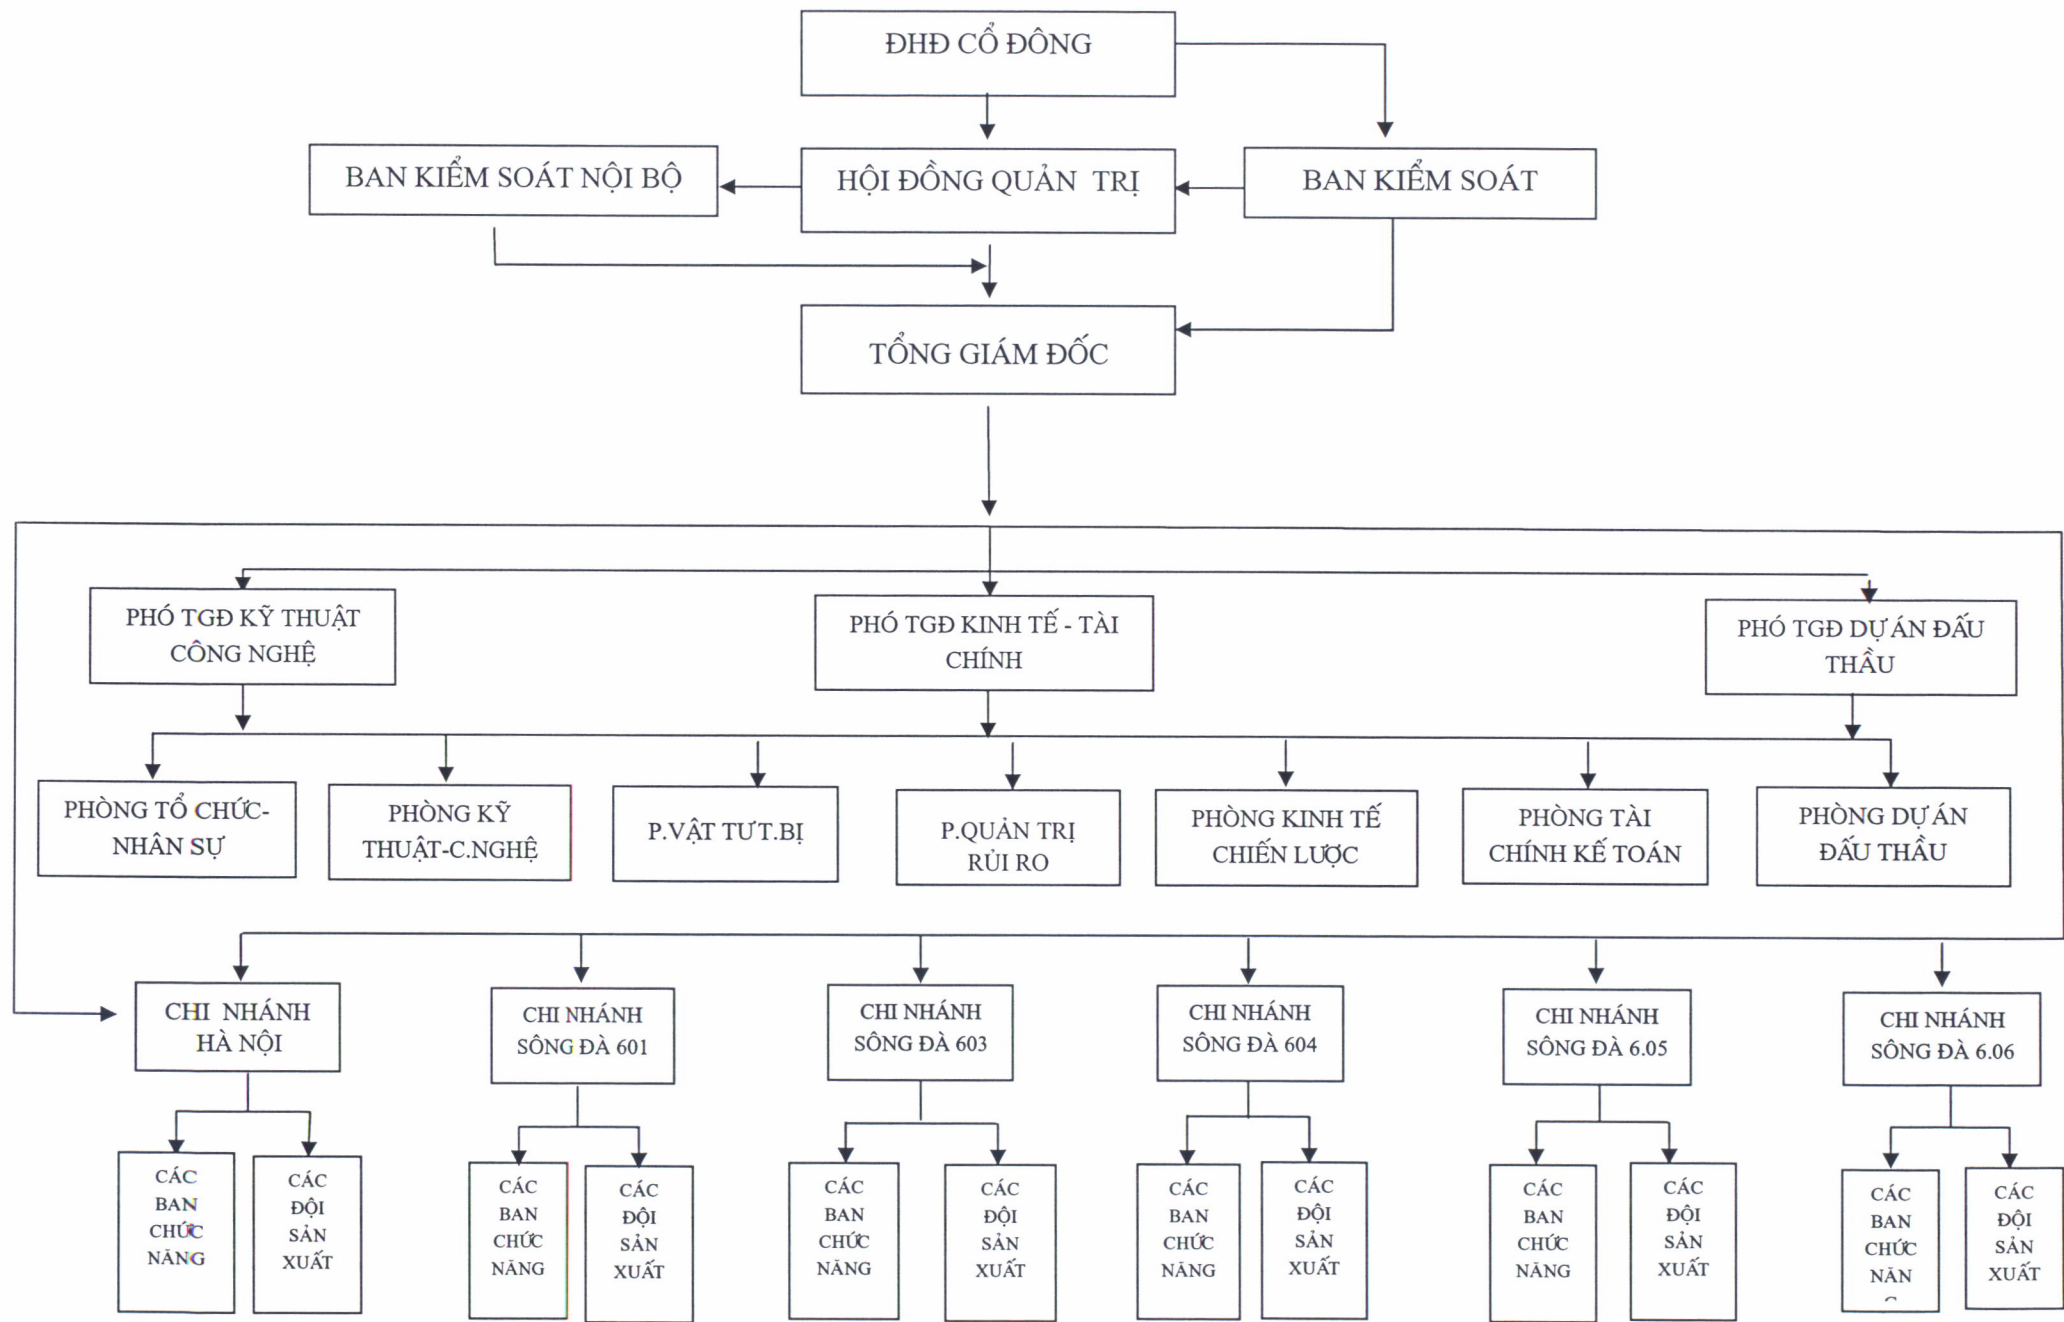 ĐHĐ CỔ ĐÔNG
BAN KIỂM SOÁT NỘI BỘ
HỘI ĐỒNG QUẢN TRỊ
BAN KIỂM SOÁT
TỔNG GIÁM ĐỐC
PHÓ TGĐ KỸ THUẬT
CÔNG NGHỆ
PHÓ TGĐ KINH TẾ - TÀI
CHÍNH
PHÓ TGĐ DỰ ÁN ĐẤU
THẦU
PHÒNG TỔ CHỨC-
NHÂN SỰ
PHÒNG KỸ
THUẬT-C.NGHỆ
P.VẬT TƯ T.BỊ
P.QUẢN TRỊ
RỦI RO
PHÒNG KINH TẾ
CHIẾN LƯỢC
PHÒNG TÀI
CHÍNH KẾ TOÁN
PHÒNG DỰ ÁN
ĐẤU THẦU
CHI NHÁNH
HÀ NỘI
CHI NHÁNH
SÔNG ĐÀ 601
CHI NHÁNH
SÔNG ĐÀ 603
CHI NHÁNH
SÔNG ĐÀ 604
CHI NHÁNH
SÔNG ĐÀ 6.05
CHI NHÁNH
SÔNG ĐÀ 6.06
CÁC
BAN
CHỨC
NĂNG
CÁC
ĐỘI
SẢN
XUẤT
CÁC
BAN
CHỨC
NĂNG
CÁC
ĐỘI
SẢN
XUẤT
CÁC
BAN
CHỨC
NĂNG
CÁC
ĐỘI
SẢN
XUẤT
CÁC
BAN
CHỨC
NĂNG
CÁC
ĐỘI
SẢN
XUẤT
CÁC
BAN
CHỨC
NĂNG
CÁC
ĐỘI
SẢN
XUẤT
CÁC
BAN
CHỨC
NĂN
CÁC
ĐỘI
SẢN
XUẤT